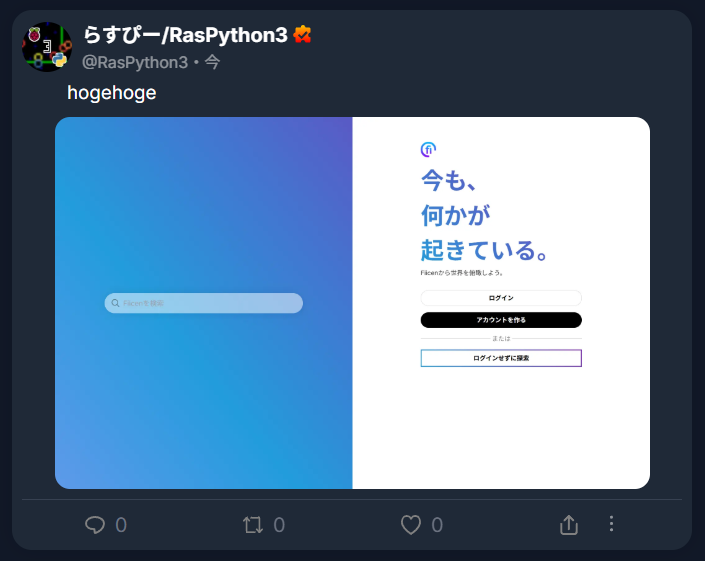 らすぴー/RasPython3
@RasPython3・今
hogehoge
Fiicenを検索
fi
今も、
何かが
起きている。
Fiicenから世界を俯瞰しよう。
ログイン
アカウントを作る
または
ログインせずに探索
0 0 0